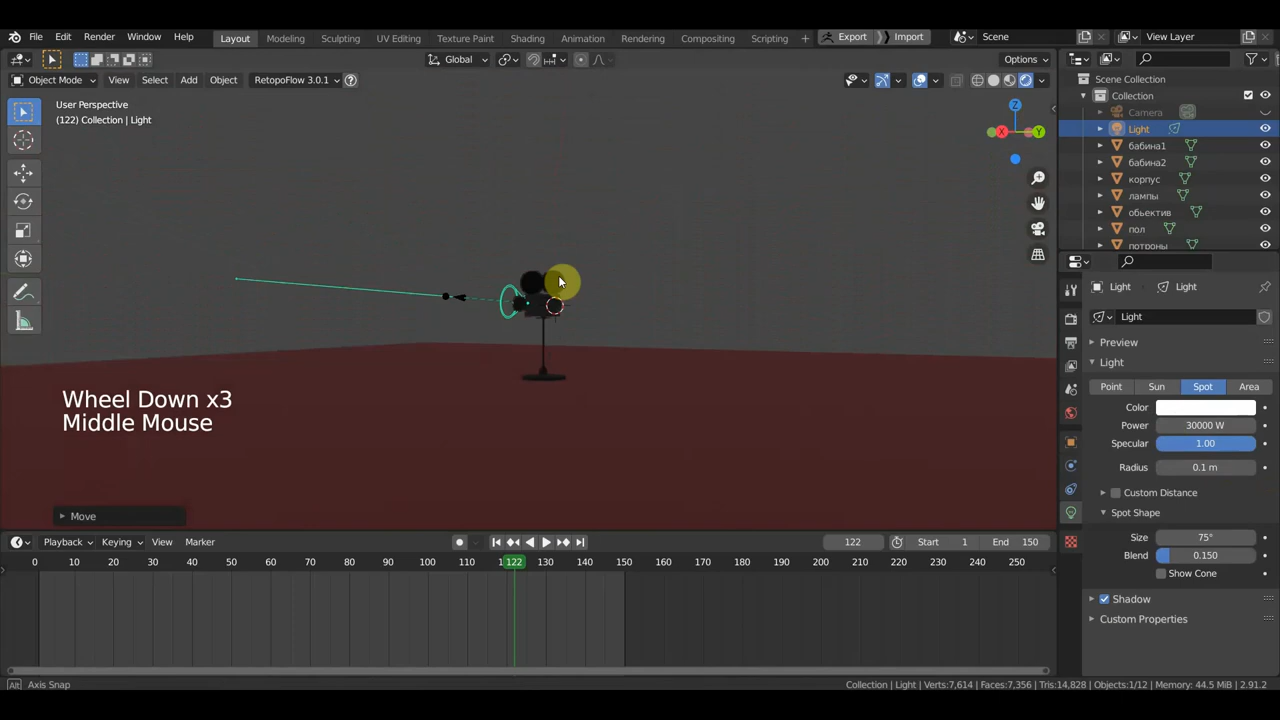 File Edit Render Window Help Layout Modeling Sculpting UV Editing Texture Paint Shading Animation Rendering Compositing Scripting + Export Import Scene View Layer
Global Options
Object Mode View Select Add Object RetopoFlow 3.0.1
User Perspective
(122) Collection | Light
Z
X Y
Scene Collection
Collection
Camera
Light
бабина1
бабина2
корпус
лампы
обьектив
пол
потроны
Light Light
Light
Preview
Light
Point Sun Spot Area
Color
Power 30000 W
Specular 1.00
Radius 0.1 m
Custom Distance
Spot Shape
Size 75°
Blend 0.150
Show Cone
Shadow
Custom Properties
Wheel Down x3
Middle Mouse
Move
Playback Keying View Marker 122 Start 1 End 150
0 10 20 30 40 50 60 70 80 90 100 110 122 130 140 150 160 170 180 190 200 210 220 230 240 250
Alt Axis Snap Collection | Light | Verts:7,614 | Faces:7,356 | Tris:14,828 | Objects:1/12 | Memory: 44.5 MiB | 2.91.2